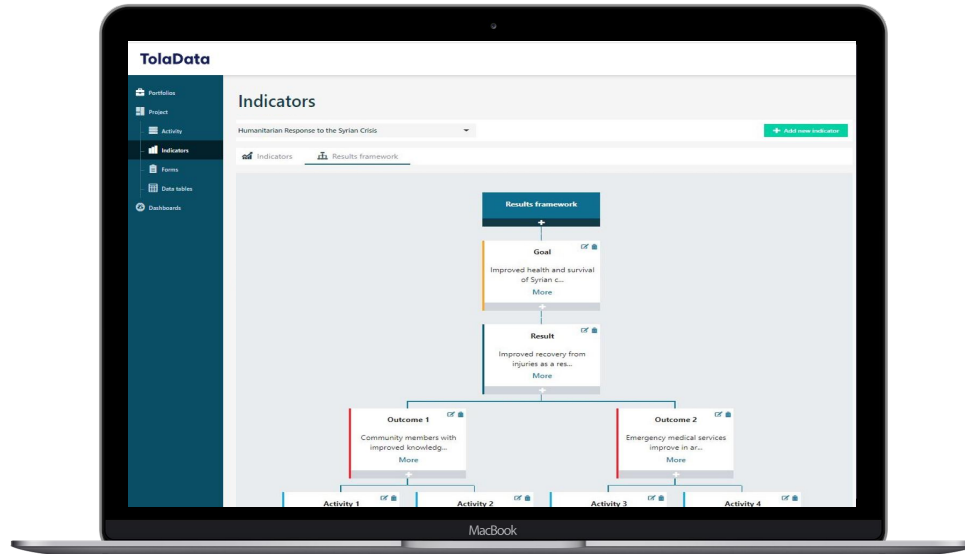 TolaData
Portfolios
Project
Activity
Indicators
Forms
Data tables
Dashboards
Indicators
Humanitarian Response to the Syrian Crisis
Add new indicator
Indicators
Results framework
Results framework
Goal
Improved health and survival
of Syrian c...
More
Result
Improved recovery from
injuries as a res...
More
Outcome 1
Community members with
improved knowledg...
More
Outcome 2
Emergency medical services
improve in ar...
More
Activity 1
Activity 2
Activity 3
Activity 4
MacBook